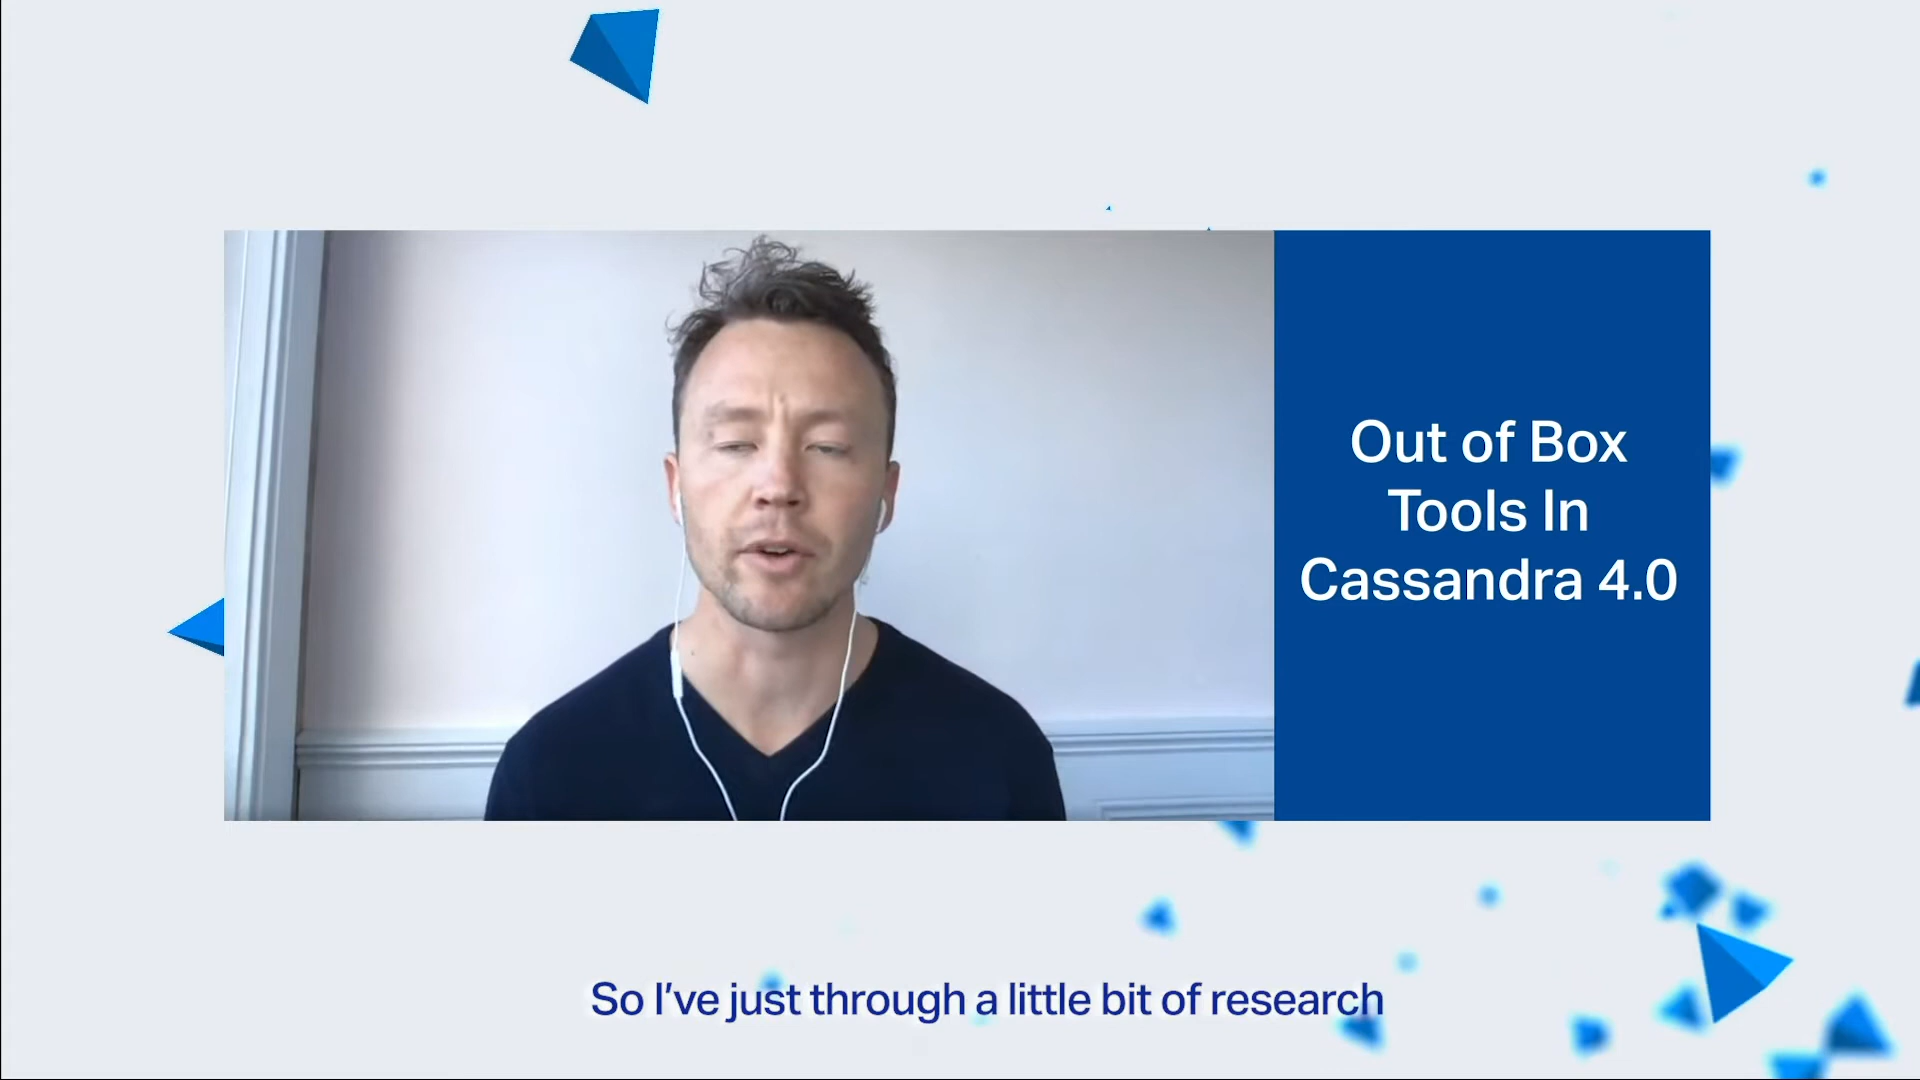 Out of Box
Tools In
Cassandra 4.0
So I've just through a little bit of research